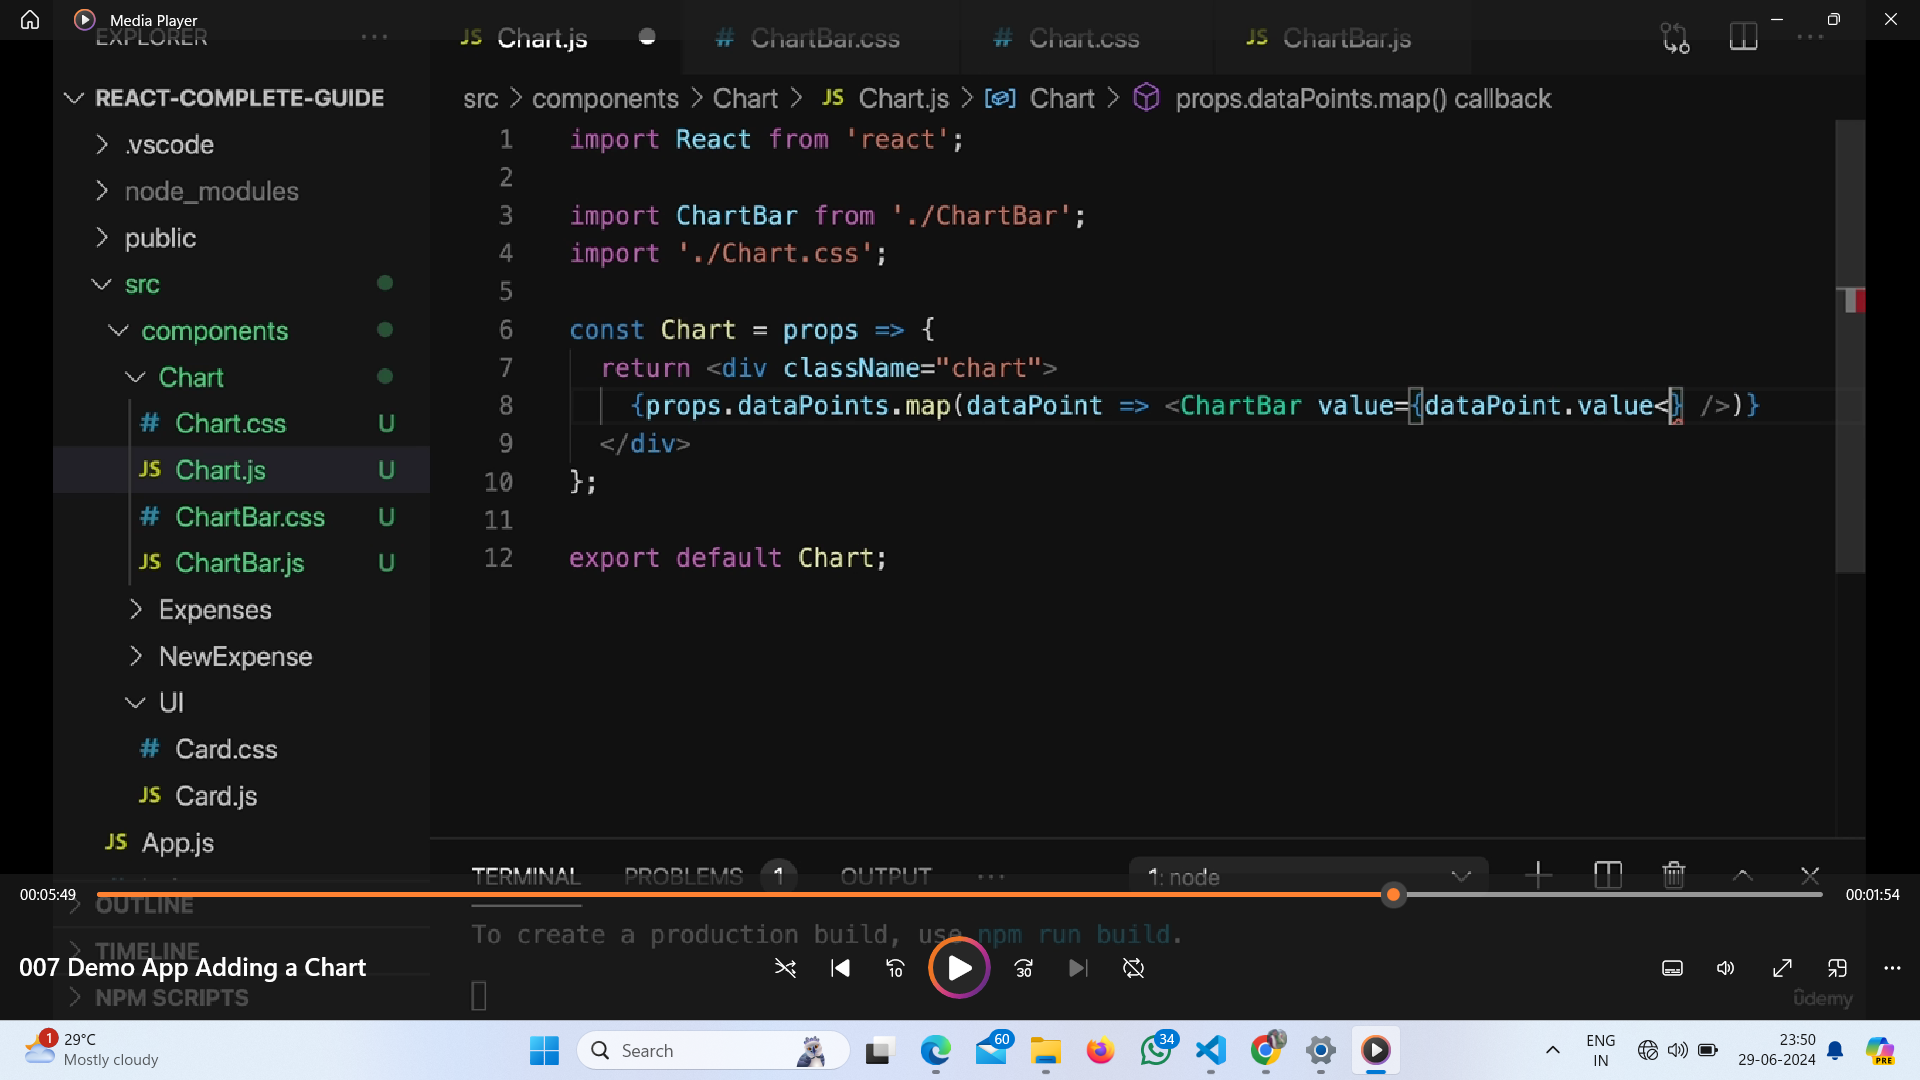 Media Player
EXPLORER
Chart.js
ChartBar.css
Chart.css
ChartBar.js
REACT-COMPLETE-GUIDE
src > components > Chart > JS Chart.js > Chart > props.dataPoints.map() callback
.vscode
node_modules
public
src
components
Chart
# Chart.css U
JS Chart.js U
# ChartBar.css U
JS ChartBar.js U
Expenses
NewExpense
UI
# Card.css
JS Card.js
JS App.js
OUTLINE
TIMELINE
NPM SCRIPTS
1 import React from 'react';
2
3 import ChartBar from './ChartBar';
4 import './Chart.css';
5
6 const Chart = props => {
7 return <div className="chart">
8 {props.dataPoints.map(dataPoint => <ChartBar value={dataPoint.value<} />)}
9 </div>
10 };
11
12 export default Chart;
TERMINAL PROBLEMS 1 OUTPUT ... 1: node
To create a production build, use npm run build.
00:05:49
00:01:54
007 Demo App Adding a Chart
10
30
ûdemy
1
29°C
Mostly cloudy
Search
60
34
PRE
ENG
IN
23:50
29-06-2024